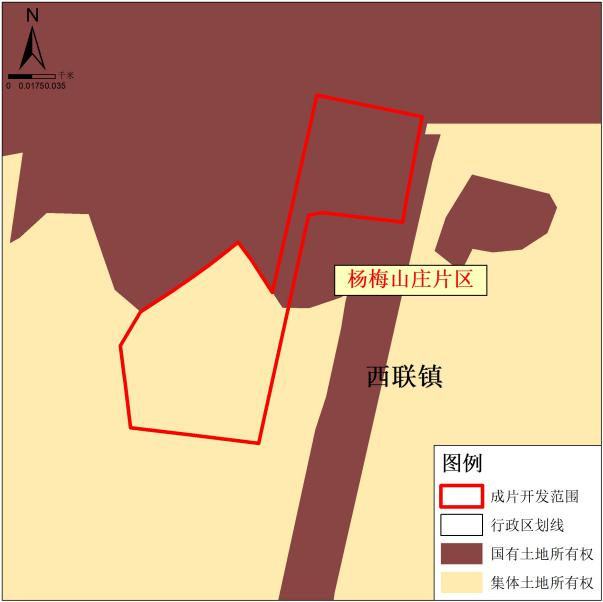 N
千米
0 0.01750.035
杨梅山庄片区
西联镇
图例
成片开发范围
行政区划线
国有土地所有权
集体土地所有权